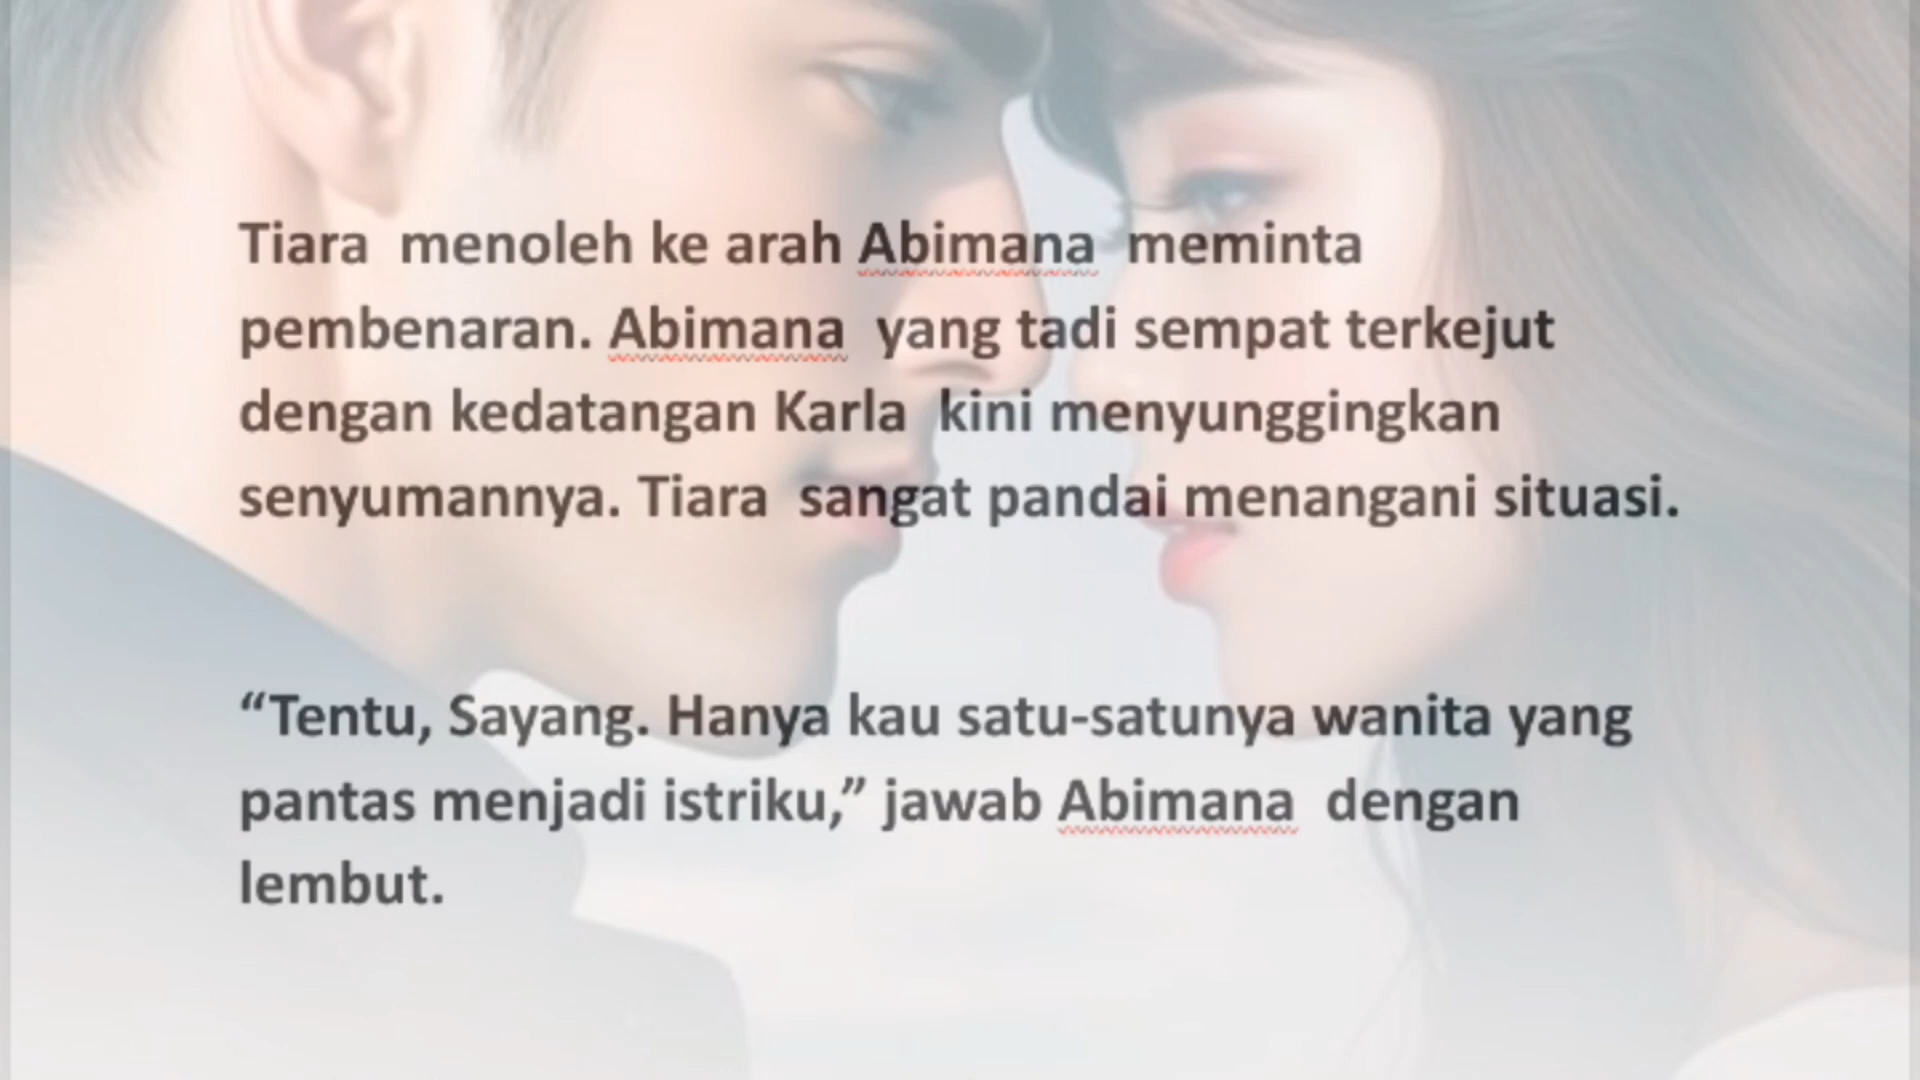 Tiara  menoleh ke arah Abimana  meminta
pembenaran. Abimana  yang tadi sempat terkejut
dengan kedatangan Karla  kini menyunggingkan
senyumannya. Tiara  sangat pandai menangani situasi.
“Tentu, Sayang. Hanya kau satu-satunya wanita yang
pantas menjadi istriku,” jawab Abimana  dengan
lembut.